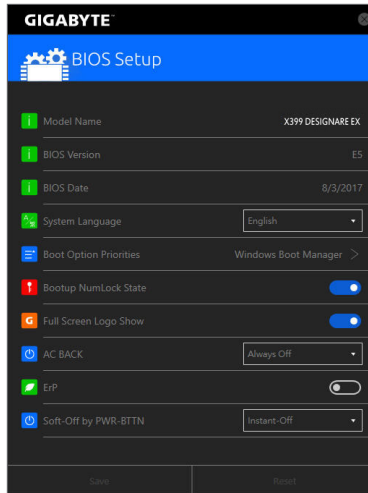 GIGABYTE
BIOS Setup
Model Name X399 DESIGNARE EX
BIOS Version E5
BIOS Date 8/3/2017
System Language English
Boot Option Priorities Windows Boot Manager >
Bootup NumLock State
G Full Screen Logo Show
AC BACK Always Off
ErP
Soft-Off by PWR-BTTN Instant-Off
Save Reset